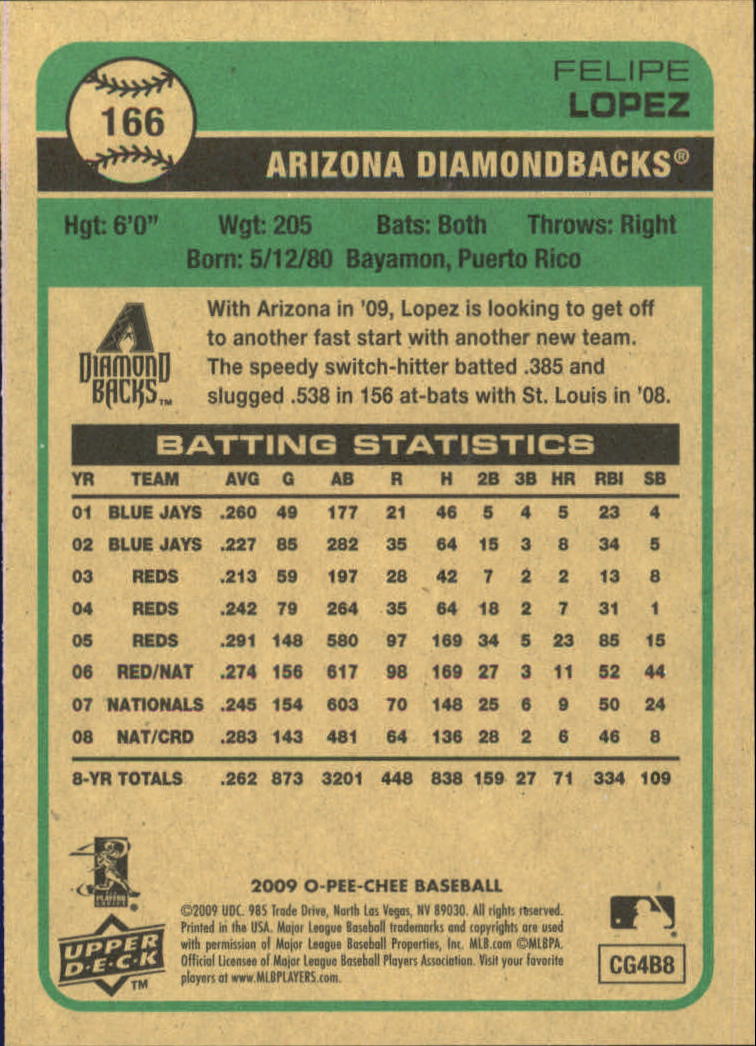 166
FELIPE
LOPEZ
ARIZONA DIAMONDBACKS®
Hgt: 6'0" Wgt: 205 Bats: Both Throws: Right
Born: 5/12/80 Bayamon, Puerto Rico
A
DIAMOND
BACKS™
With Arizona in '09, Lopez is looking to get off
to another fast start with another new team.
The speedy switch-hitter batted .385 and
slugged .538 in 156 at-bats with St. Louis in '08.
BATTING STATISTICS
YR TEAM AVG G AB R H 2B 3B HR RBI SB
01 BLUE JAYS .260 49 177 21 46 5 4 5 23 4
02 BLUE JAYS .227 85 282 35 64 15 3 8 34 5
03 REDS .213 59 197 28 42 7 2 2 13 8
04 REDS .242 79 264 35 64 18 2 7 31 1
05 REDS .291 148 580 97 169 34 5 23 85 15
06 RED/NAT .274 156 617 98 169 27 3 11 52 44
07 NATIONALS .245 154 603 70 148 25 6 9 50 24
08 NAT/CRD .283 143 481 64 136 28 2 6 46 8
8-YR TOTALS .262 873 3201 448 838 159 27 71 334 109
2009 O-PEE-CHEE BASEBALL
©2009 UDC. 985 Trade Drive, North Las Vegas, NV 89030. All rights reserved.
Printed in the USA. Major League Baseball trademarks and copyrights are used
with permission of Major League Baseball Properties, Inc. MLB.com ©MLBPA.
Official Licensee of Major League Baseball Players Association. Visit your favorite
players at www.MLBPLAYERS.com.
UPPER
D·E·C·K
™
CG4B8